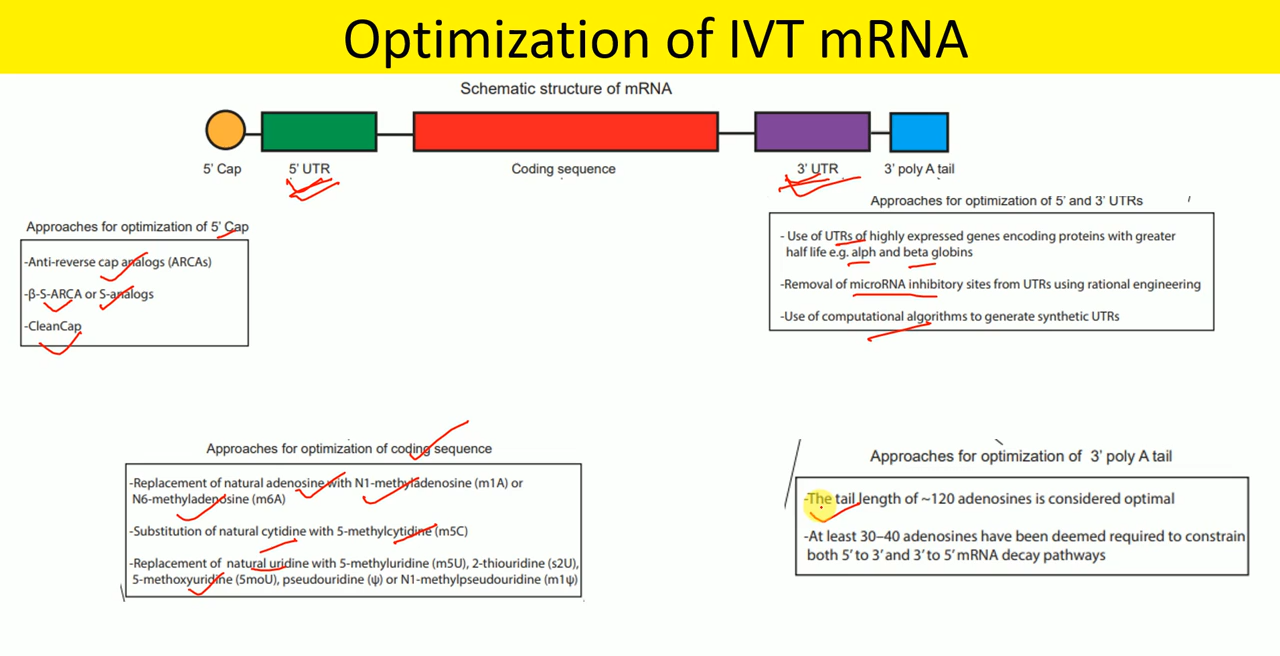 Optimization of IVT mRNA
Schematic structure of mRNA
5' Cap
5' UTR
Coding sequence
3' UTR
3' poly A tail
Approaches for optimization of 5' Cap
-Anti-reverse cap analogs (ARCAs)
-β-S-ARCA or S-analogs
-CleanCap
Approaches for optimization of 5' and 3' UTRs
- Use of UTRs of highly expressed genes encoding proteins with greater
half life e.g. alph and beta globins
-Removal of microRNA inhibitory sites from UTRs using rational engineering
-Use of computational algorithms to generate synthetic UTRs
Approaches for optimization of coding sequence
-Replacement of natural adenosine with N1-methyladenosine (m1A) or
N6-methyladenosine (m6A)
-Substitution of natural cytidine with 5-methylcytidine (m5C)
-Replacement of natural uridine with 5-methyluridine (m5U), 2-thiouridine (s2U),
5-methoxyuridine (5moU), pseudouridine (ψ) or N1-methylpseudouridine (m1ψ)
Approaches for optimization of 3' poly A tail
-The tail length of ~120 adenosines is considered optimal
-At least 30–40 adenosines have been deemed required to constrain
both 5' to 3' and 3' to 5' mRNA decay pathways